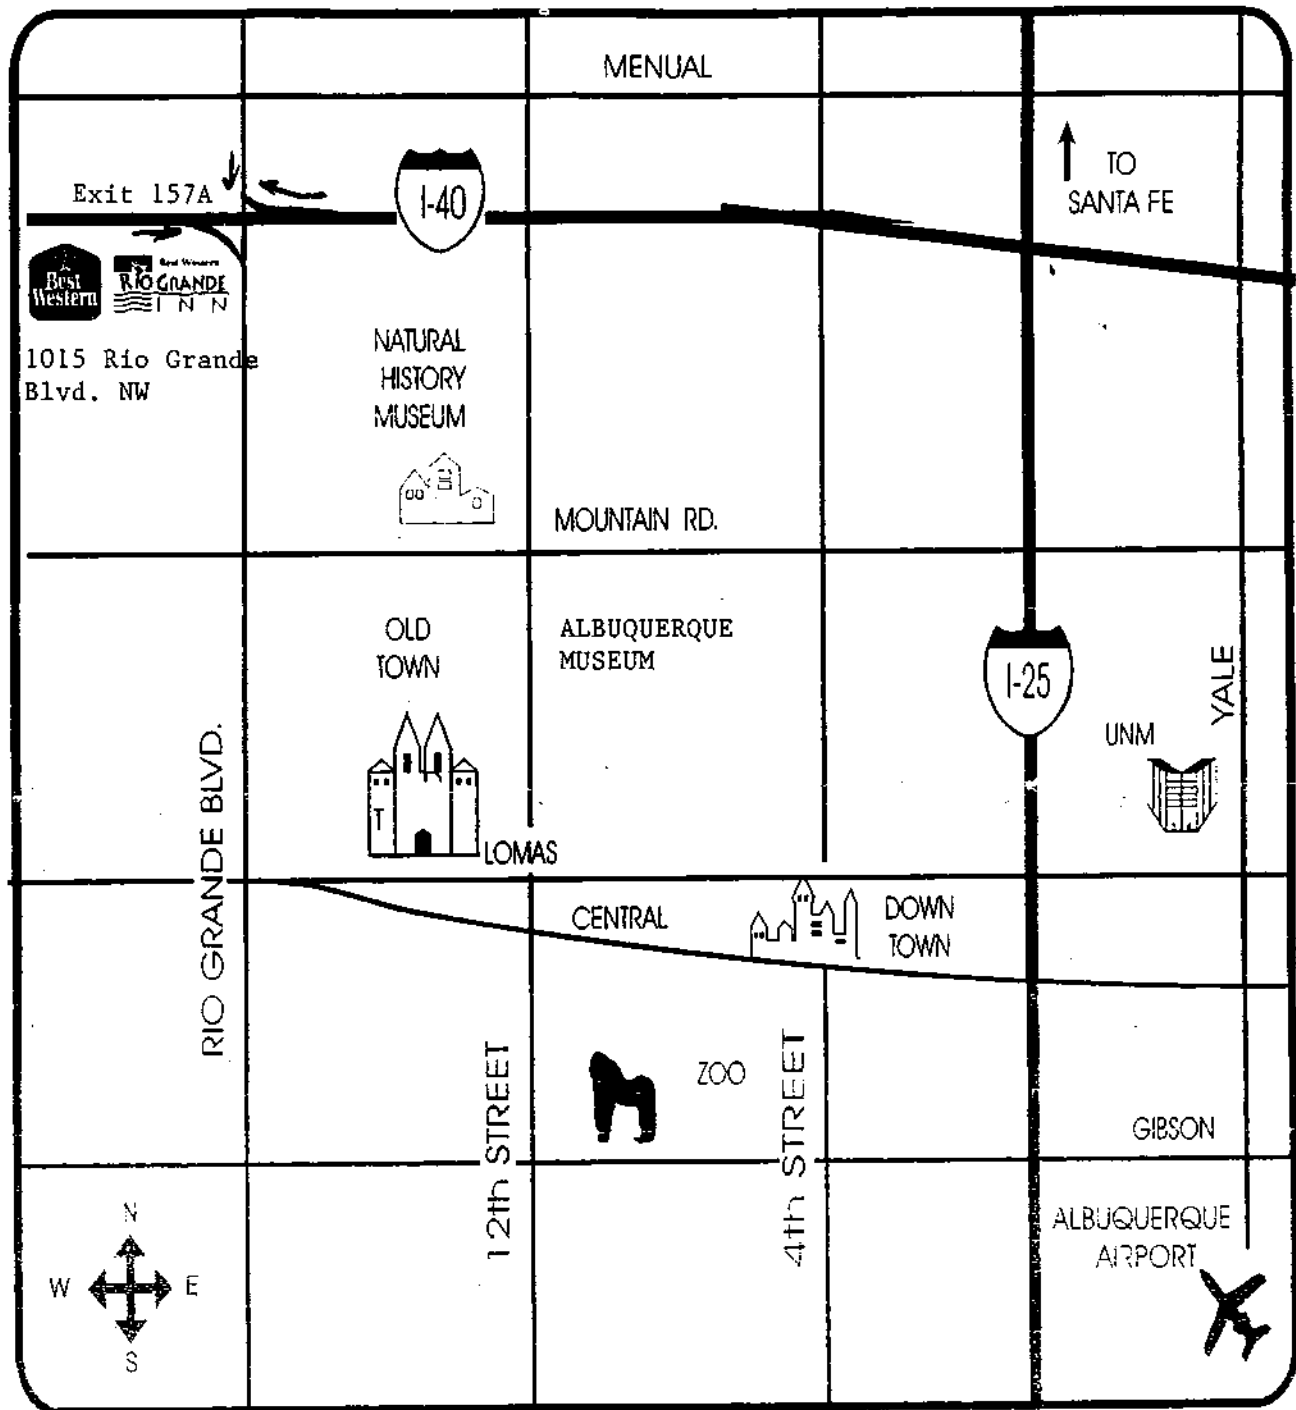 MENUAL
TO
SANTA FE
Exit 157A
I-40
Best
Western
Best Western
RIO GRANDE
INN
1015 Rio Grande
Blvd. NW
NATURAL
HISTORY
MUSEUM
MOUNTAIN RD.
OLD
TOWN
ALBUQUERQUE
MUSEUM
I-25
YALE
UNM
RIO GRANDE BLVD.
T
LOMAS
CENTRAL
DOWN
TOWN
12th STREET
ZOO
4th STREET
GIBSON
ALBUQUERQUE
AIRPORT
N
W E
S